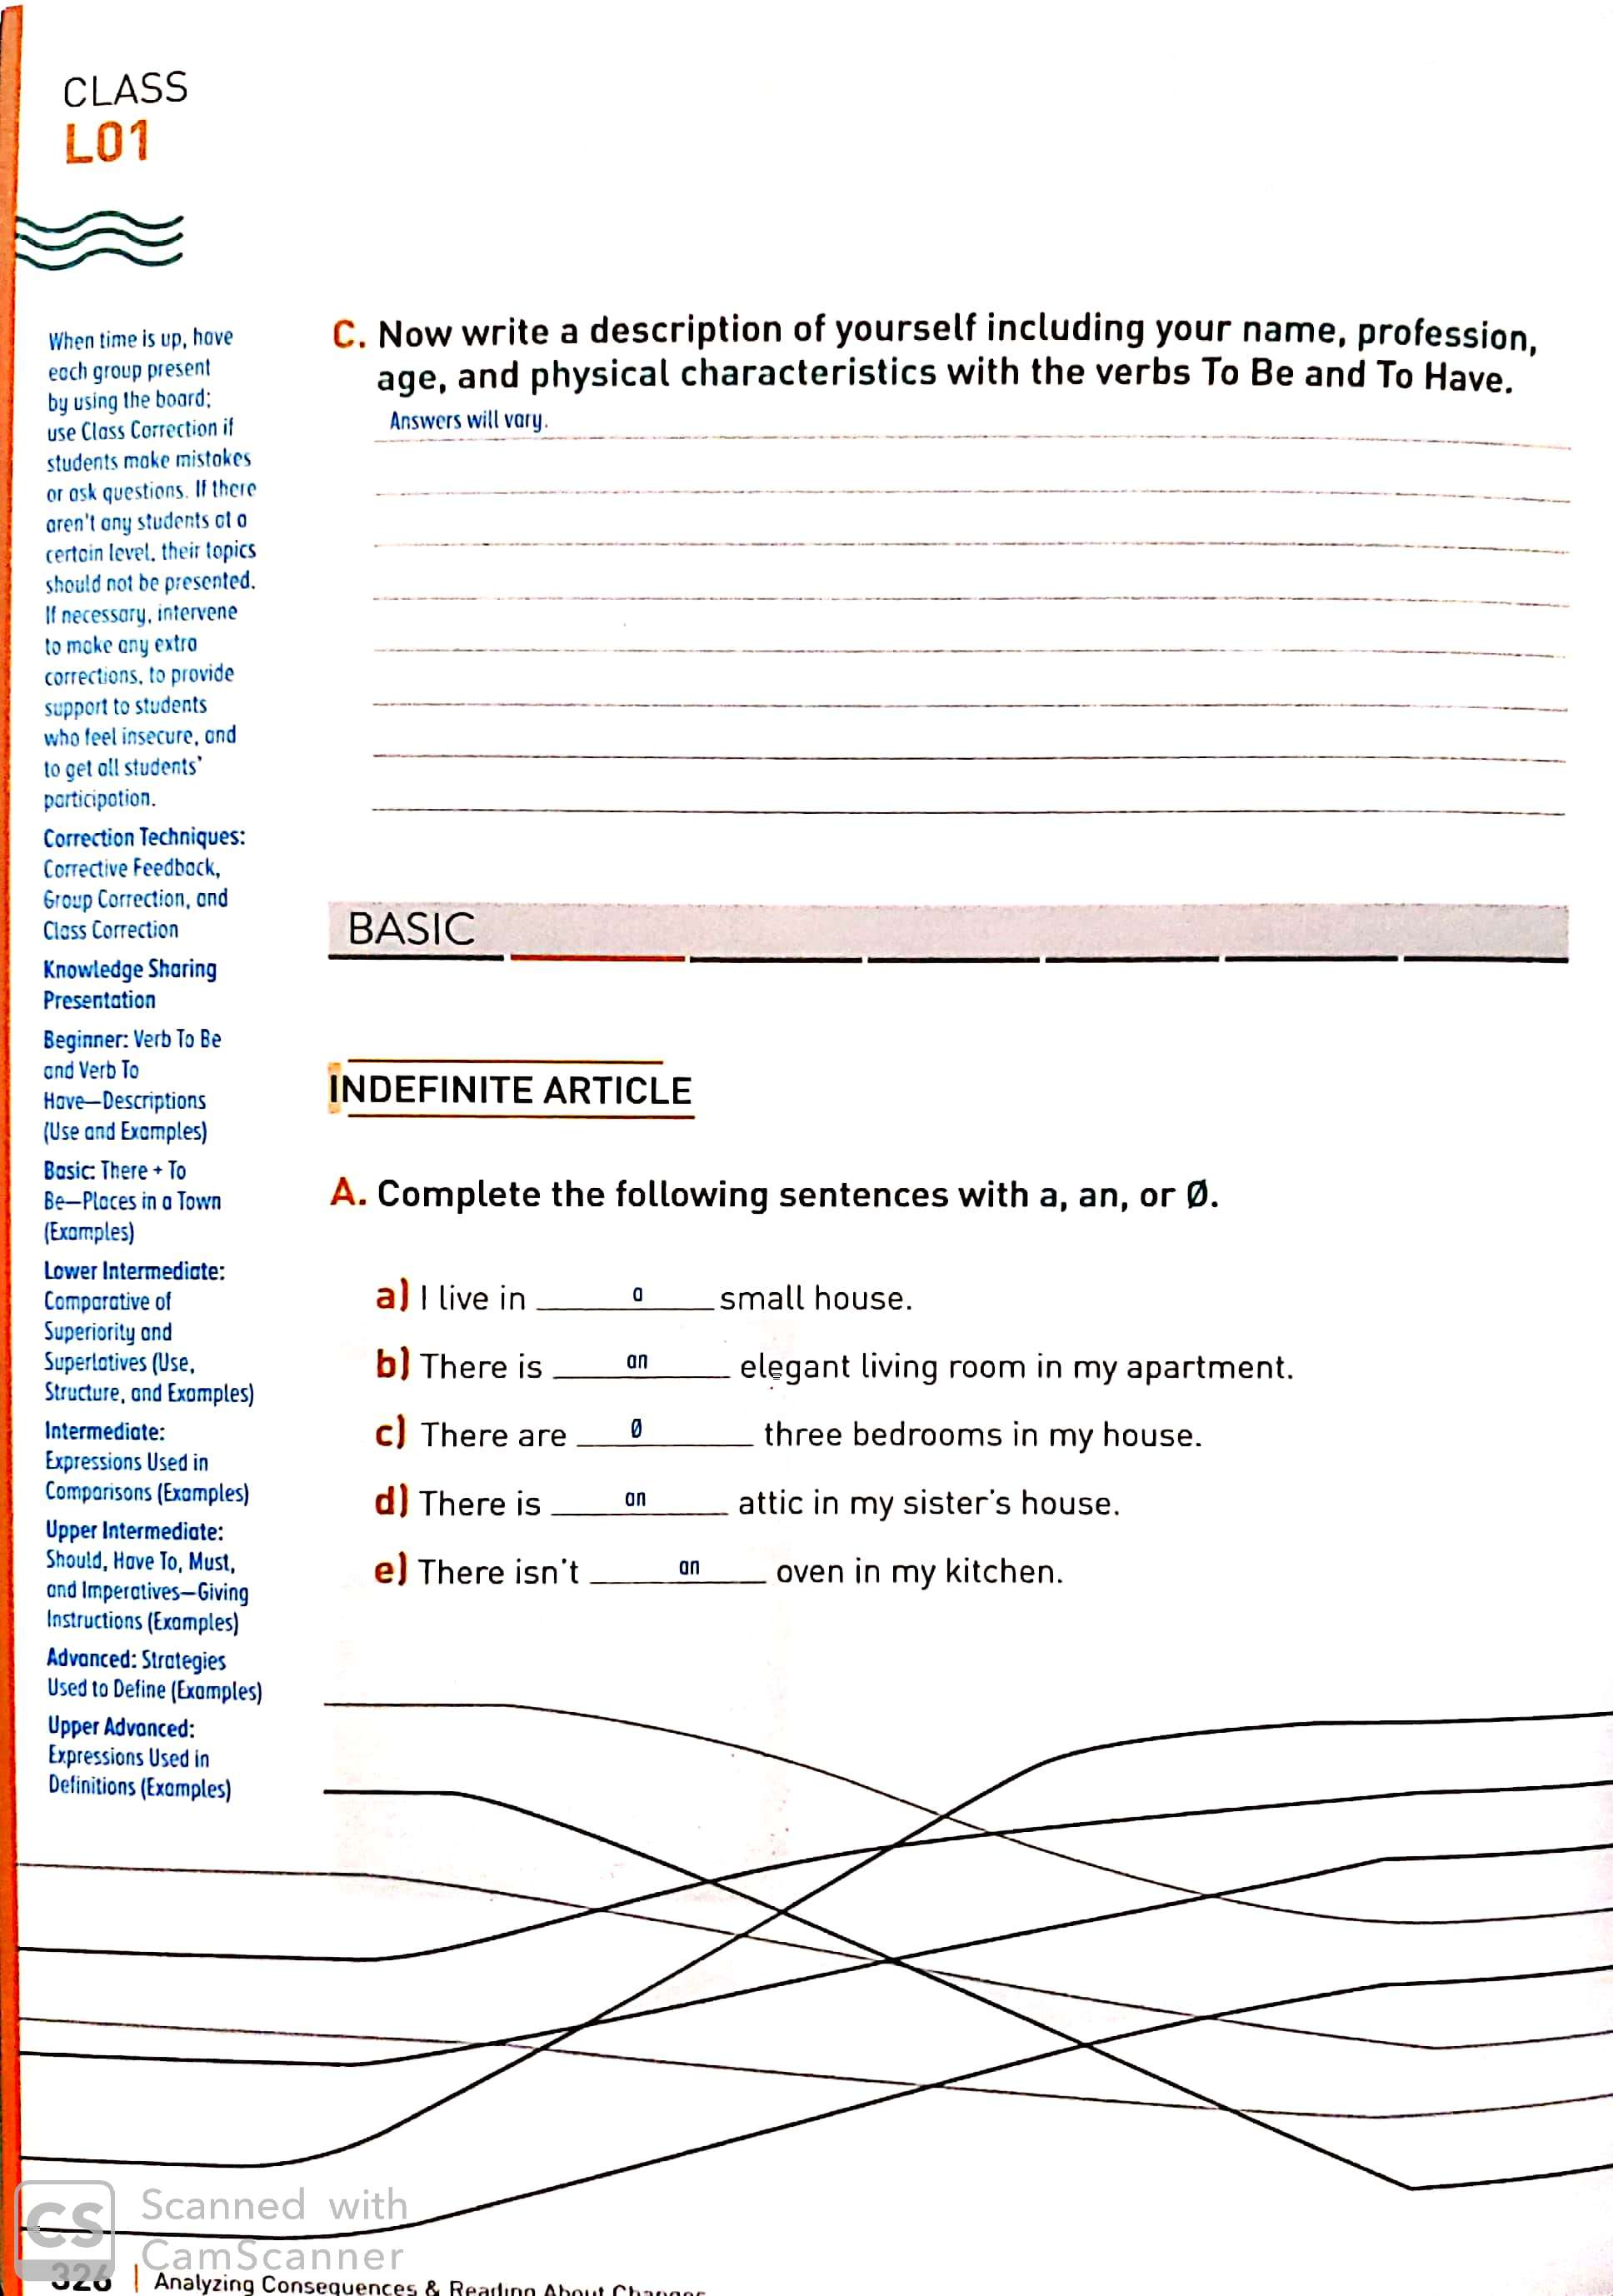 CLASS
L01
When time is up, have
each group present
by using the board;
use Class Correction if
students make mistakes
or ask questions. If there
aren't any students at a
certain level, their topics
should not be presented.
If necessary, intervene
to make any extra
corrections, to provide
support to students
who feel insecure, and
to get all students'
participation.
Correction Techniques:
Corrective Feedback,
Group Correction, and
Class Correction
Knowledge Sharing
Presentation
Beginner: Verb To Be
and Verb To
Have—Descriptions
(Use and Examples)
Basic: There + To
Be—Places in a Town
(Examples)
Lower Intermediate:
Comparative of
Superiority and
Superlatives (Use,
Structure, and Examples)
Intermediate:
Expressions Used in
Comparisons (Examples)
Upper Intermediate:
Should, Have To, Must,
and Imperatives—Giving
Instructions (Examples)
Advanced: Strategies
Used to Define (Examples)
Upper Advanced:
Expressions Used in
Definitions (Examples)
C. Now write a description of yourself including your name, profession,
age, and physical characteristics with the verbs To Be and To Have.
Answers will vary.
BASIC
INDEFINITE ARTICLE
A. Complete the following sentences with a, an, or Ø.
a) I live in a small house.
b) There is an elegant living room in my apartment.
c) There are Ø three bedrooms in my house.
d) There is an attic in my sister's house.
e) There isn't an oven in my kitchen.
CS Scanned with
CamScanner
326 | Analyzing Consequences & Reading About Changes